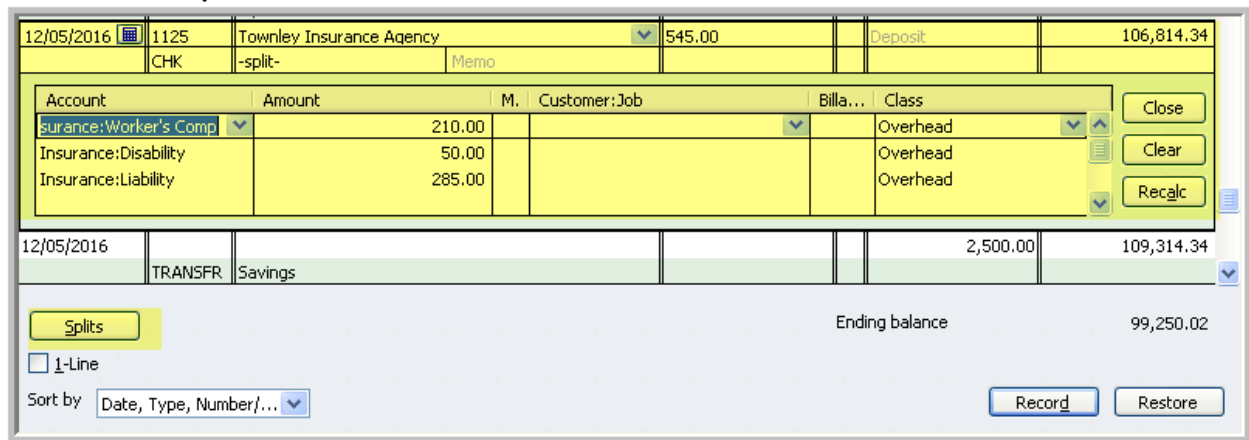 12/05/2016 1125 Townley Insurance Agency 545.00 Deposit 106,814.34
CHK -split- Memo
Account Amount M. Customer:Job Billa... Class
surance:Worker's Comp 210.00 Overhead
Insurance:Disability 50.00 Overhead
Insurance:Liability 285.00 Overhead
Close
Clear
Recalc
12/05/2016 2,500.00 109,314.34
TRANSFR Savings
Splits Ending balance 99,250.02
1-Line
Sort by Date, Type, Number/... Record Restore